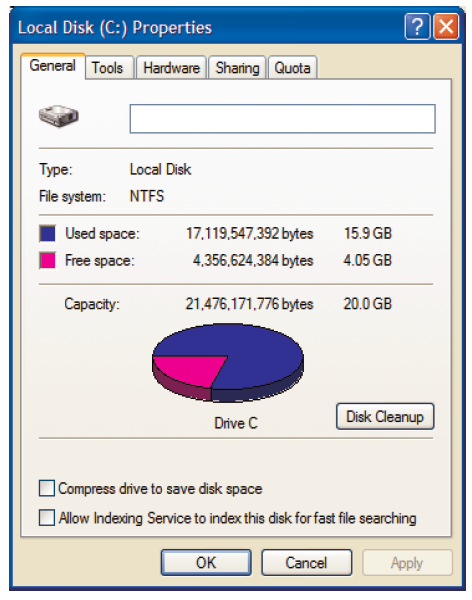 Local Disk (C:) Properties
General Tools Hardware Sharing Quota
Type: Local Disk
File system: NTFS
Used space: 17,119,547,392 bytes 15.9 GB
Free space: 4,356,624,384 bytes 4.05 GB
Capacity: 21,476,171,776 bytes 20.0 GB
Drive C
Disk Cleanup
Compress drive to save disk space
Allow Indexing Service to index this disk for fast file searching
OK Cancel Apply